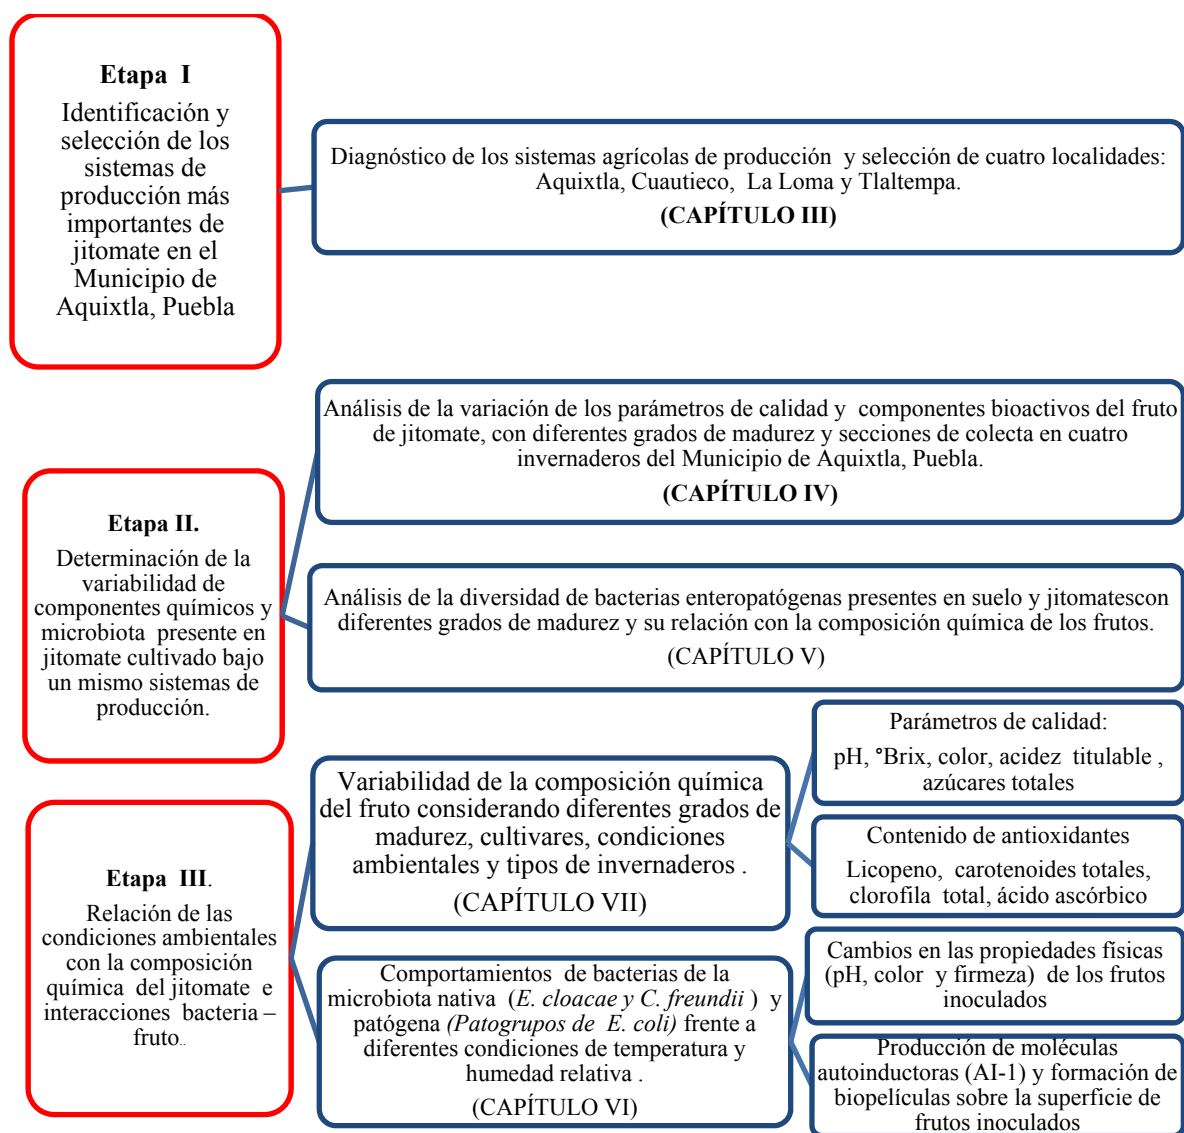 Etapa I
Identificación y
selección de los
sistemas de
producción más
importantes de
jitomate en el
Municipio de
Aquixtla, Puebla
Diagnóstico de los sistemas agrícolas de producción y selección de cuatro localidades:
Aquixtla, Cuautieco, La Loma y Tlaltempa.
(CAPÍTULO III)
Etapa II.
Determinación de la
variabilidad de
componentes químicos y
microbiota presente en
jitomate cultivado bajo
un mismo sistemas de
producción.
Análisis de la variación de los parámetros de calidad y componentes bioactivos del fruto
de jitomate, con diferentes grados de madurez y secciones de colecta en cuatro
invernaderos del Municipio de Aquixtla, Puebla.
(CAPÍTULO IV)
Análisis de la diversidad de bacterias enteropatógenas presentes en suelo y jitomatescon
diferentes grados de madurez y su relación con la composición química de los frutos.
(CAPÍTULO V)
Etapa III.
Relación de las
condiciones ambientales
con la composición
química del jitomate e
interacciones bacteria –
fruto..
Variabilidad de la composición química
del fruto considerando diferentes grados de
madurez, cultivares, condiciones
ambientales y tipos de invernaderos .
(CAPÍTULO VII)
Parámetros de calidad:
pH, °Brix, color, acidez titulable ,
azúcares totales
Contenido de antioxidantes
Licopeno, carotenoides totales,
clorofila total, ácido ascórbico
Comportamientos de bacterias de la
microbiota nativa (E. cloacae y C. freundii ) y
patógena (Patogrupos de E. coli) frente a
diferentes condiciones de temperatura y
humedad relativa .
(CAPÍTULO VI)
Cambios en las propiedades físicas
(pH, color y firmeza) de los frutos
inoculados
Producción de moléculas
autoinductoras (AI-1) y formación de
biopelículas sobre la superficie de
frutos inoculados